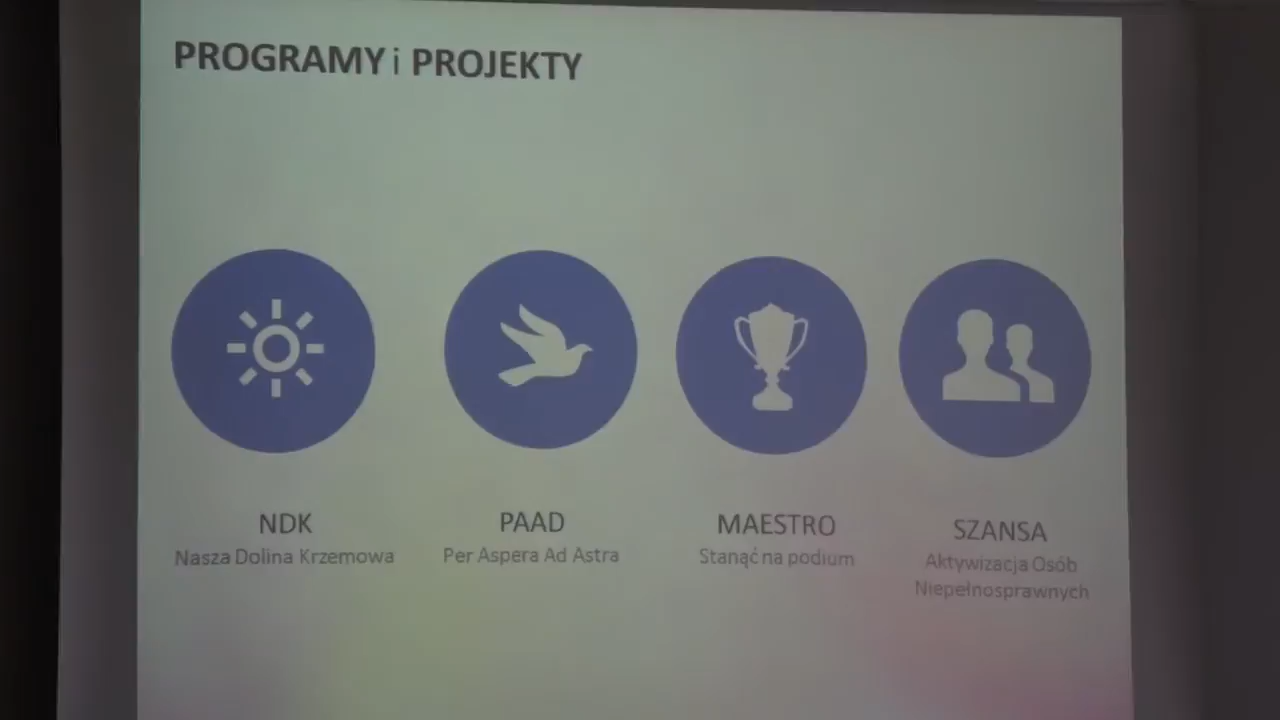 PROGRAMY i PROJEKTY
NDK
Nasza Dolina Krzemowa
PAAD
Per Aspera Ad Astra
MAESTRO
Stanąć na podium
SZANSA
Aktywizacja Osób
Niepełnosprawnych